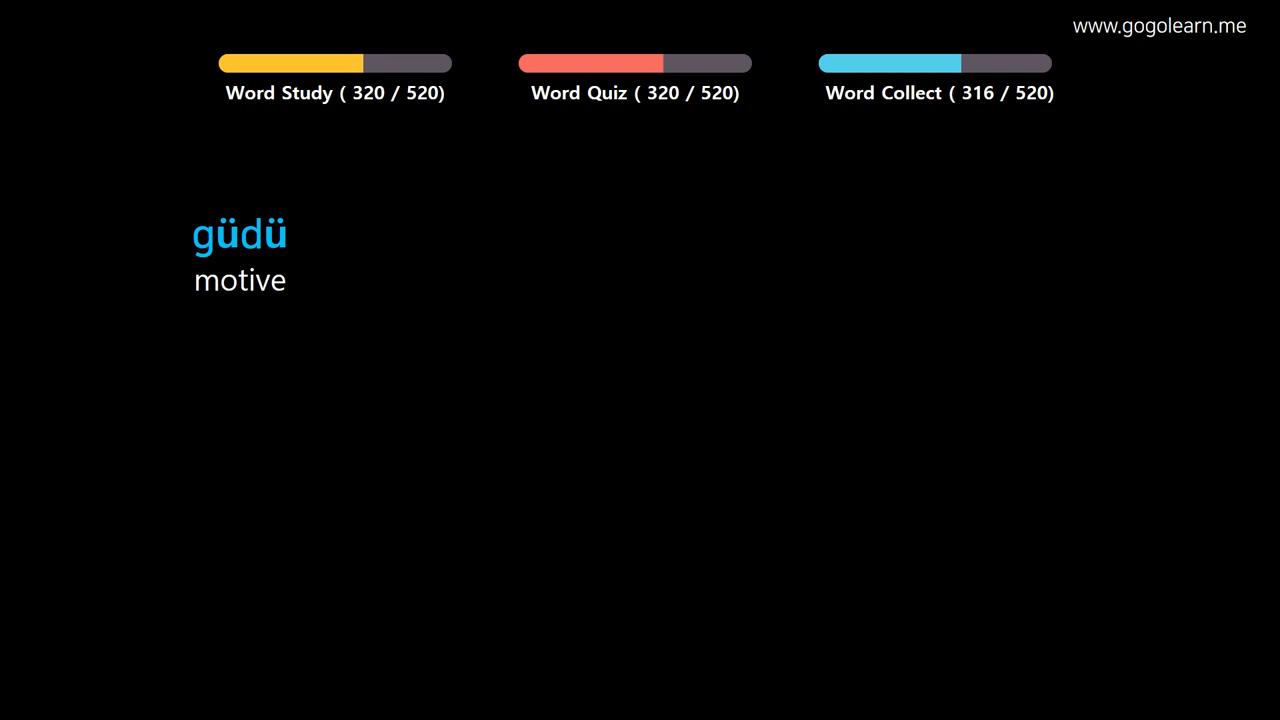 www.gogolearn.me
Word Study ( 320 / 520)
Word Quiz ( 320 / 520)
Word Collect ( 316 / 520)
güdü
motive